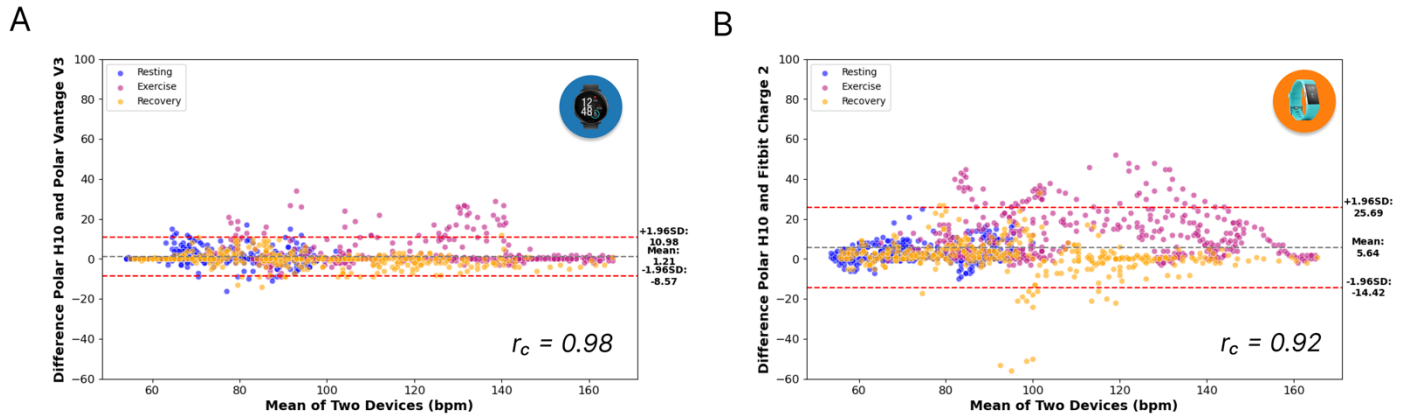 A
Difference Polar H10 and Polar Vantage V3
100
80
60
40
20
0
−20
−40
−60
Resting
Exercise
Recovery
12
48
+1.96SD:
10.98
Mean:
1.21
-1.96SD:
-8.57
r_c = 0.98
60
80
100
120
140
160
Mean of Two Devices (bpm)
B
Difference Polar H10 and Fitbit Charge 2
100
80
60
40
20
0
−20
−40
−60
Resting
Exercise
Recovery
+1.96SD:
25.69
Mean:
5.64
-1.96SD:
-14.42
r_c = 0.92
60
80
100
120
140
160
Mean of Two Devices (bpm)